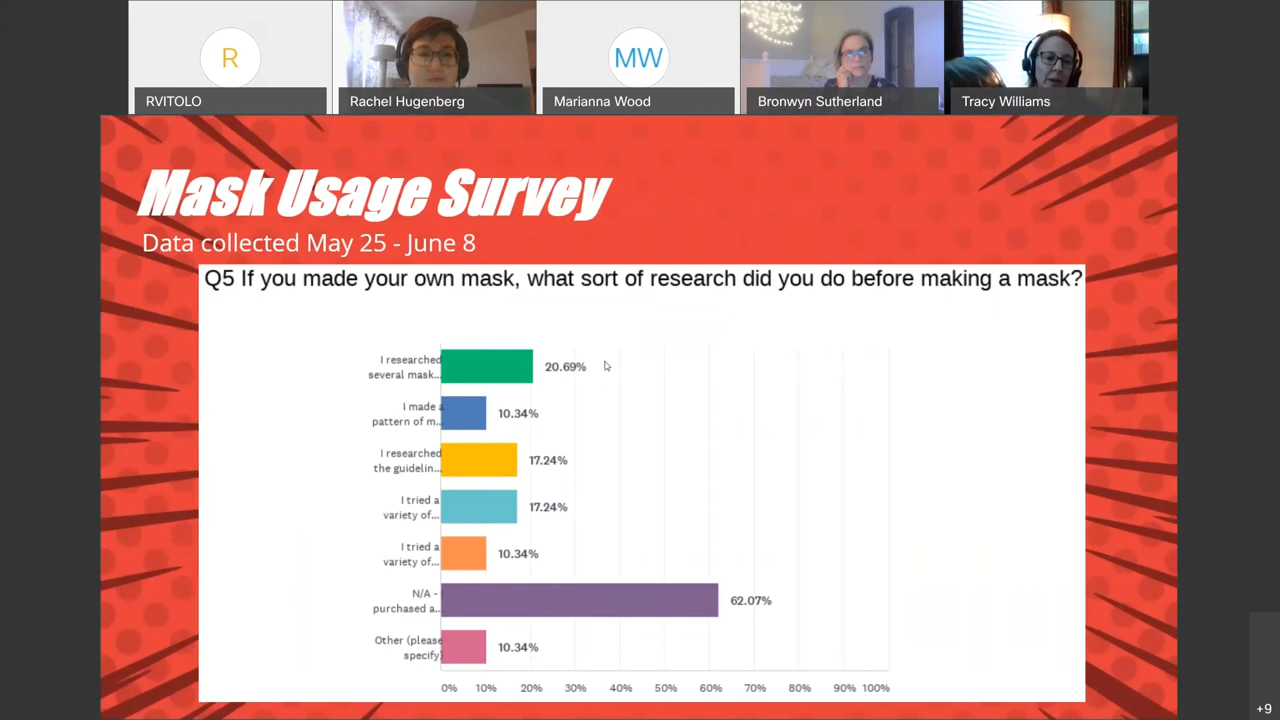 R
MW
RVITOLO
Rachel Hugenberg
Marianna Wood
Bronwyn Sutherland
Tracy Williams
Mask Usage Survey
Data collected May 25 - June 8
Q5 If you made your own mask, what sort of research did you do before making a mask?
I researched
several mask...
20.69%
I made a
pattern of m...
10.34%
I researched
the guidelin...
17.24%
I tried a
variety of...
17.24%
I tried a
variety of...
10.34%
N/A -
purchased a...
62.07%
Other (please
specify)
10.34%
0% 10% 20% 30% 40% 50% 60% 70% 80% 90% 100%
+9